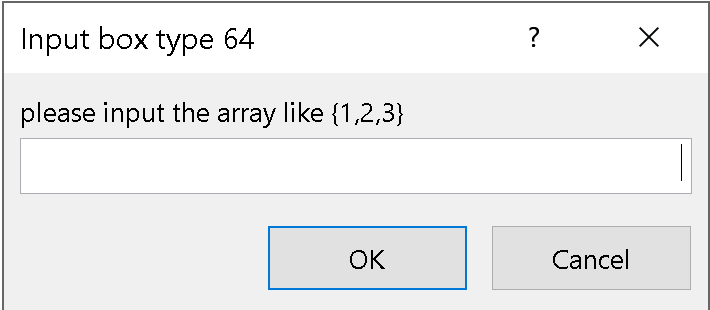 Input box type 64
?
please input the array like {1,2,3}
OK
Cancel